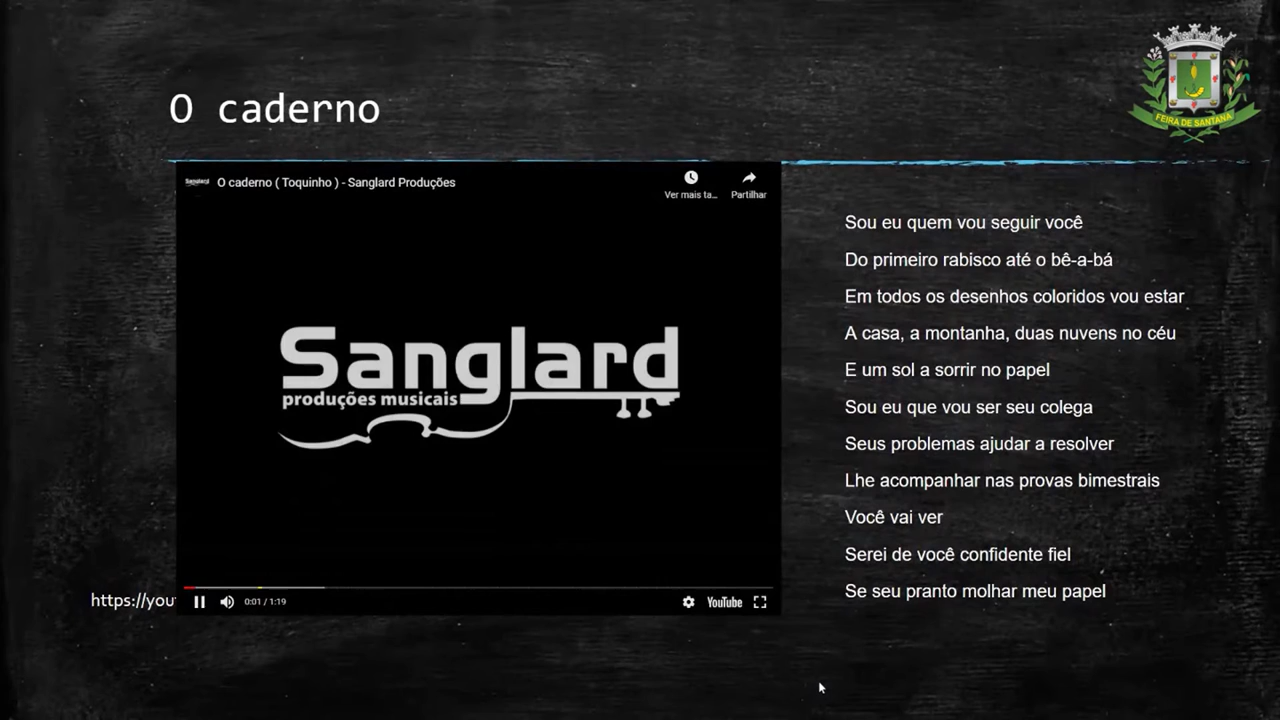 FEIRA DE SANTANA
O caderno
Sanglard O caderno ( Toquinho ) - Sanglard Produções
Ver mais ta... Partilhar
Sanglard
produções musicais
https://you
0:01 / 1:19 YouTube
Sou eu quem vou seguir você
Do primeiro rabisco até o bê-a-bá
Em todos os desenhos coloridos vou estar
A casa, a montanha, duas nuvens no céu
E um sol a sorrir no papel
Sou eu que vou ser seu colega
Seus problemas ajudar a resolver
Lhe acompanhar nas provas bimestrais
Você vai ver
Serei de você confidente fiel
Se seu pranto molhar meu papel